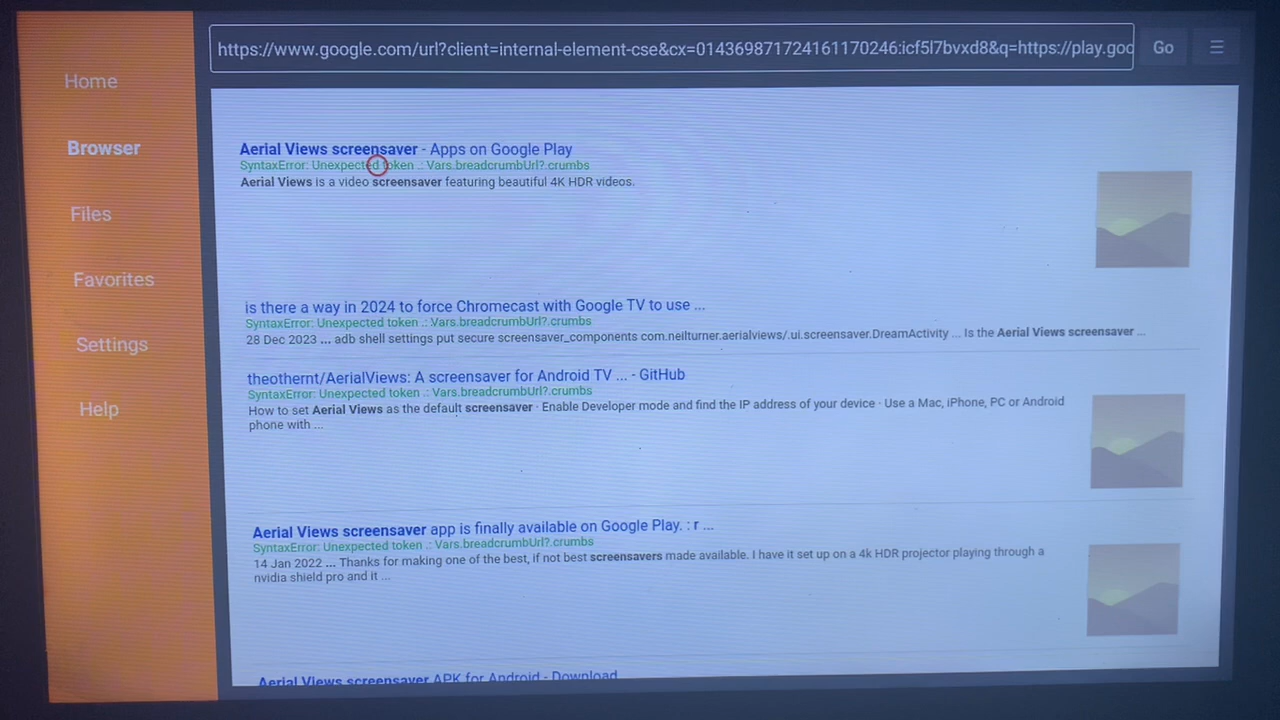 https://www.google.com/url?client=internal-element-cse&cx=014369871724161170246:icf5l7bvxd8&q=https://play.goo
Go
Home
Browser
Files
Favorites
Settings
Help
Aerial Views screensaver - Apps on Google Play
SyntaxError: Unexpected token .: Vars.breadcrumbUrl?.crumbs
Aerial Views is a video screensaver featuring beautiful 4K HDR videos.
is there a way in 2024 to force Chromecast with Google TV to use ...
SyntaxError: Unexpected token .: Vars.breadcrumbUrl?.crumbs
28 Dec 2023 ... adb shell settings put secure screensaver_components com.neilturner.aerialviews/.ui.screensaver.DreamActivity ... Is the Aerial Views screensaver ...
theothernt/AerialViews: A screensaver for Android TV ... - GitHub
SyntaxError: Unexpected token .: Vars.breadcrumbUrl?.crumbs
How to set Aerial Views as the default screensaver · Enable Developer mode and find the IP address of your device · Use a Mac, iPhone, PC or Android
phone with ...
Aerial Views screensaver app is finally available on Google Play. : r ...
SyntaxError: Unexpected token .: Vars.breadcrumbUrl?.crumbs
14 Jan 2022 ... Thanks for making one of the best, if not best screensavers made available. I have it set up on a 4k HDR projector playing through a
nvidia shield pro and it ...
Aerial Views screensaver APK for Android - Download